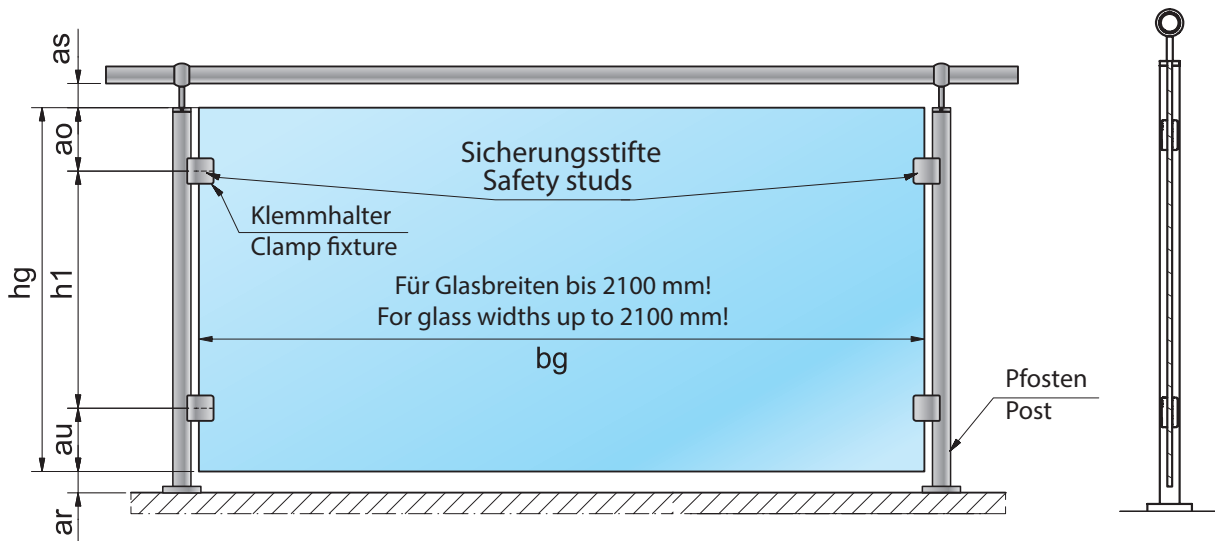 as
ao
hg
h1
au
ar
Sicherungsstifte
Safety studs
Klemmhalter
Clamp fixture
Für Glasbreiten bis 2100 mm!
For glass widths up to 2100 mm!
bg
Pfosten
Post